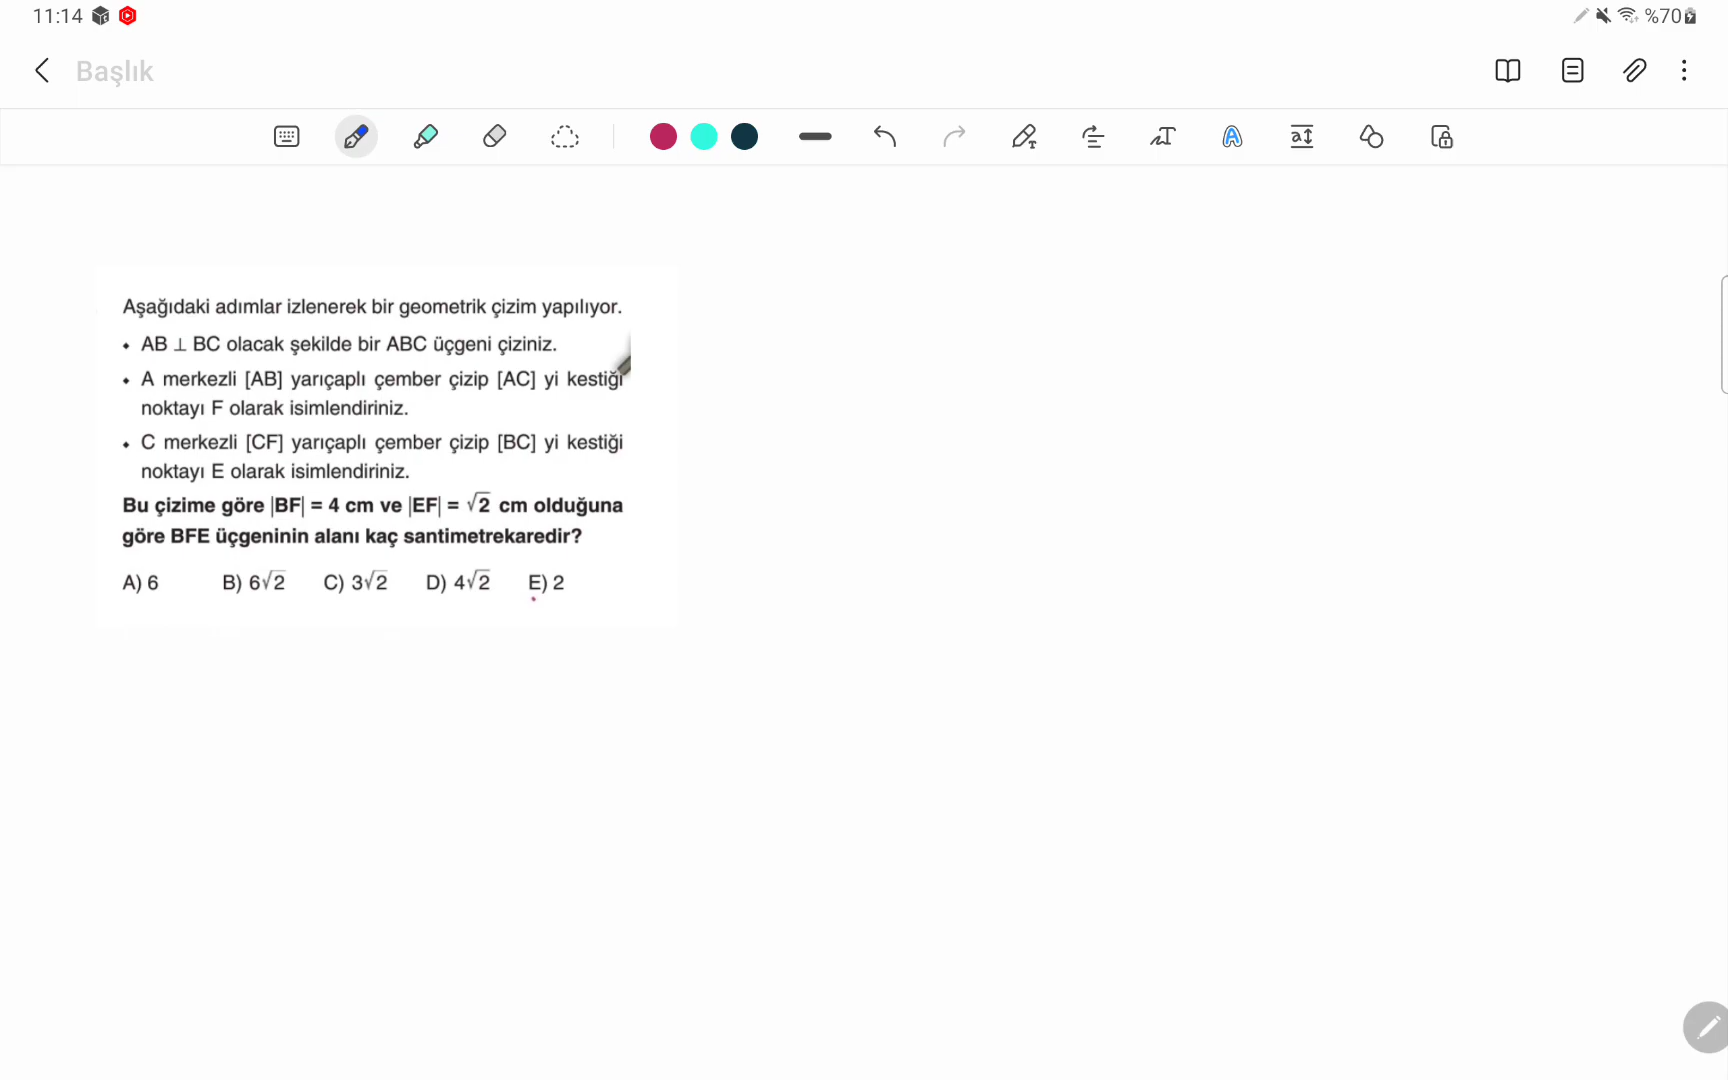 11:14
%70
Başlık
Aşağıdaki adımlar izlenerek bir geometrik çizim yapılıyor.
• AB ⊥ BC olacak şekilde bir ABC üçgeni çiziniz.
• A merkezli [AB] yarıçaplı çember çizip [AC] yi kestiği
noktayı F olarak isimlendiriniz.
• C merkezli [CF] yarıçaplı çember çizip [BC] yi kestiği
noktayı E olarak isimlendiriniz.
Bu çizime göre |BF| = 4 cm ve |EF| = √2 cm olduğuna
göre BFE üçgeninin alanı kaç santimetrekaredir?
A) 6 B) 6√2 C) 3√2 D) 4√2 E) 2